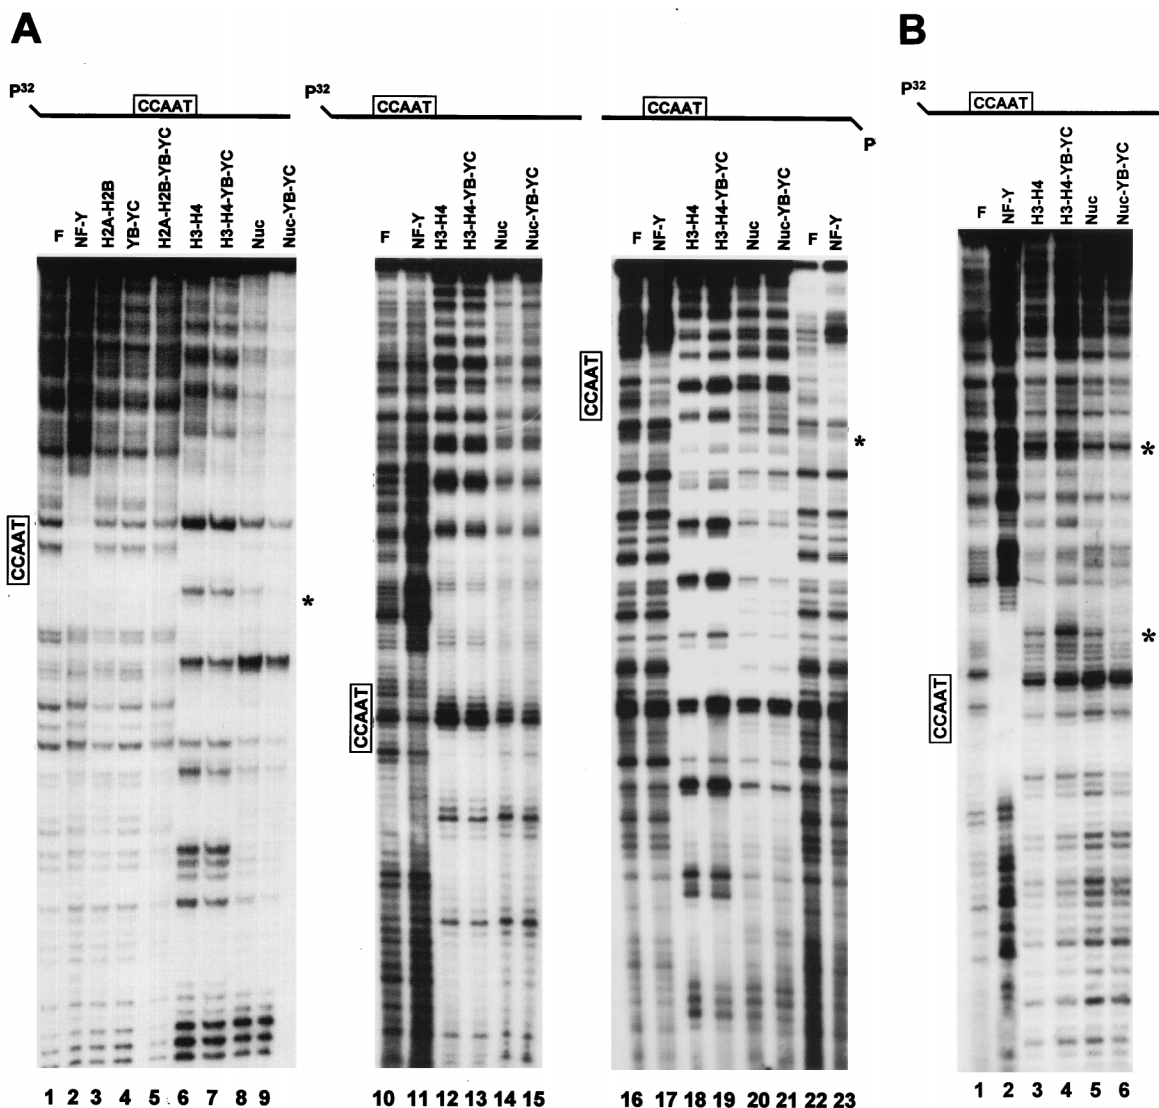 A
B
P32
CCAAT
P32
CCAAT
CCAAT
P
P32
CCAAT
F
NF-Y
H2A-H2B
YB-YC
H2A-H2B-YB-YC
H3-H4
H3-H4-YB-YC
Nuc
Nuc-YB-YC
F
NF-Y
H3-H4
H3-H4-YB-YC
Nuc
Nuc-YB-YC
F
NF-Y
H3-H4
H3-H4-YB-YC
Nuc
Nuc-YB-YC
F
NF-Y
F
NF-Y
H3-H4
H3-H4-YB-YC
Nuc
Nuc-YB-YC
CCAAT
*
CCAAT
CCAAT
*
CCAAT
*
*
1 2 3 4 5 6 7 8 9
10 11 12 13 14 15
16 17 18 19 20 21 22 23
1 2 3 4 5 6